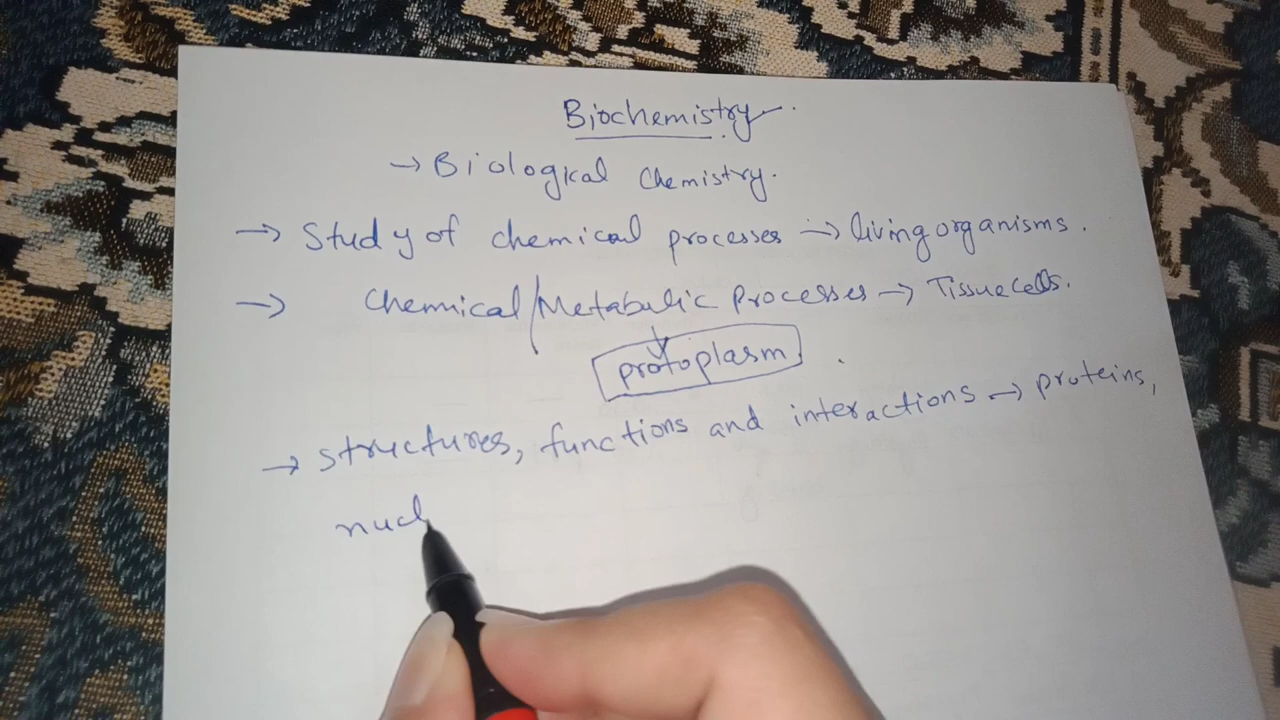 Biochemistry.
→ Biological chemistry.
→ Study of chemical processes → living organisms.
→ Chemical/Metabolic processes → Tissue cells.
protoplasm
→ structures, functions and interactions → proteins,
nucl